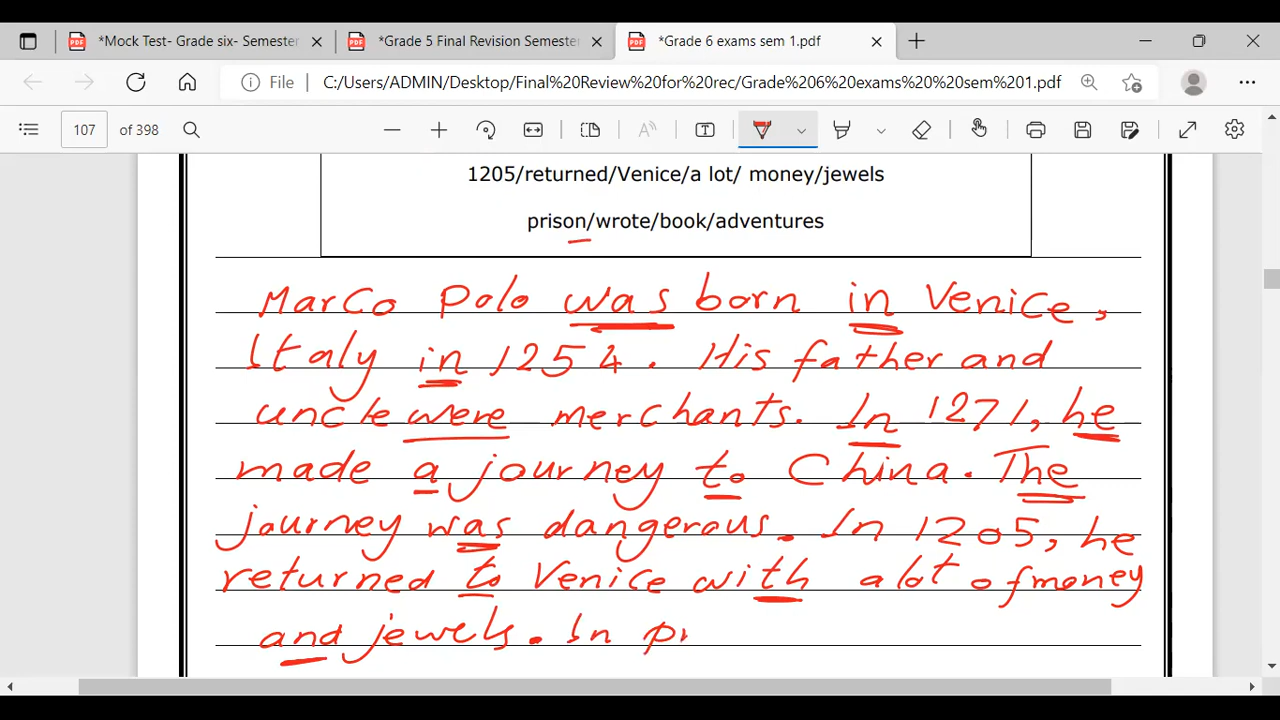 *Mock Test- Grade six- Semester
*Grade 5 Final Revision Semester
*Grade 6 exams sem 1.pdf
File C:/Users/ADMIN/Desktop/Final%20Review%20for%20rec/Grade%206%20exams%20%20sem%201.pdf
107 of 398
1205/returned/Venice/a lot/ money/jewels
prison/wrote/book/adventures
Marco Polo was born in Venice,
Italy in 1254. His father and
uncle were merchants. In 1271, he
made a journey to China. The
journey was dangerous. In 1205, he
returned to Venice with a lot of money
and jewels. In pr